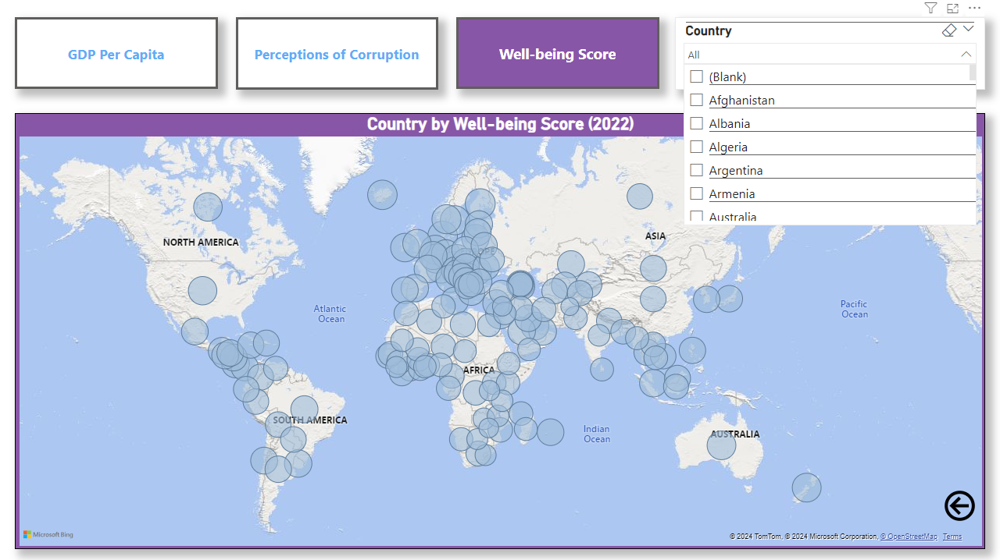 GDP Per Capita
Perceptions of Corruption
Well-being Score
Country
All
(Blank)
Afghanistan
Albania
Algeria
Argentina
Armenia
Australia
Country by Well-being Score (2022)
NORTH AMERICA
ASIA
Atlantic
Ocean
Pacific
Ocean
AFRICA
SOUTH AMERICA
Indian
Ocean
AUSTRALIA
Microsoft Bing
© 2024 TomTom, © 2024 Microsoft Corporation, © OpenStreetMap Terms